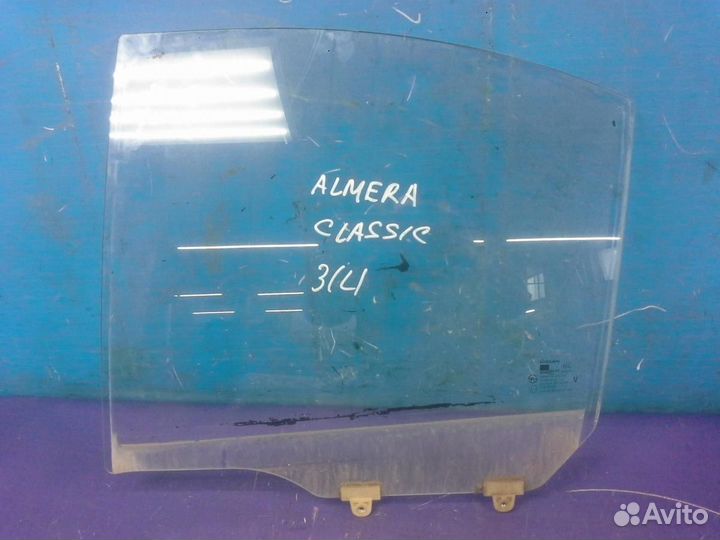 ALMERA
CLASSIC
3/Л
V
Avito